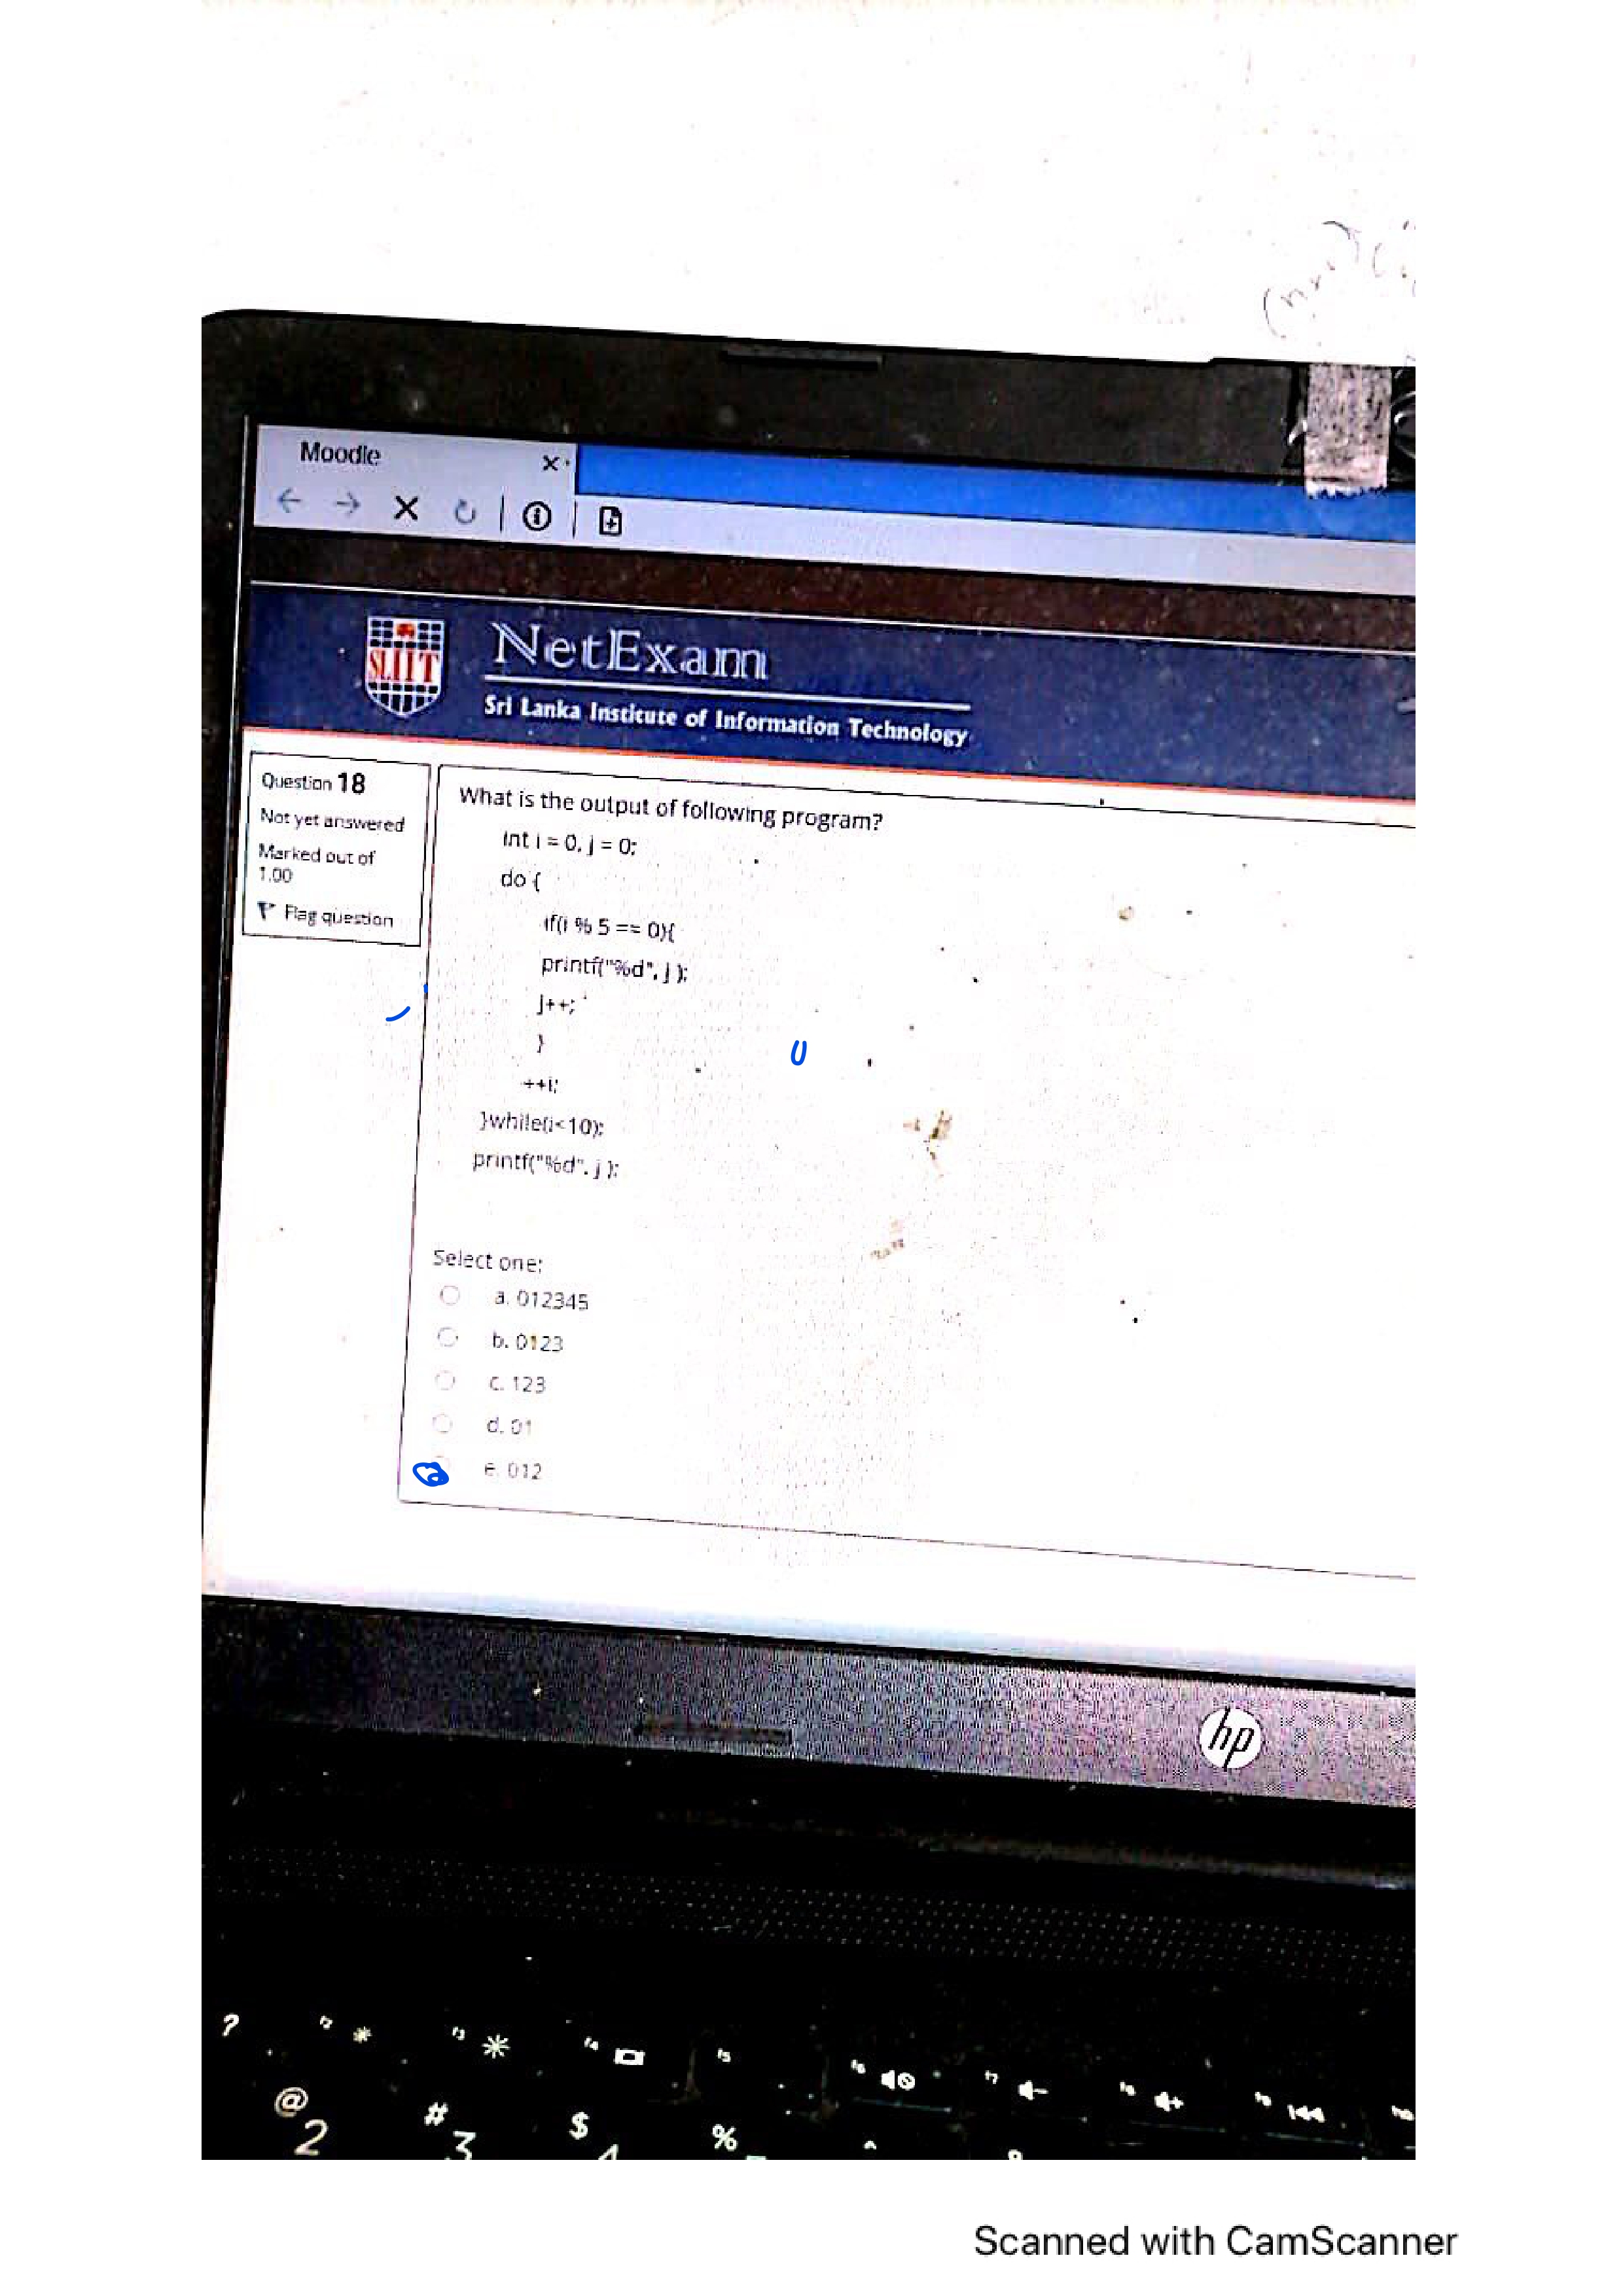 Moodle
SLIIT
NetExam
Sri Lanka Institute of Information Technology
Question 18
Not yet answered
Marked out of
1.00
Flag question
What is the output of following program?
int i = 0, j = 0;
do {
if(i % 5 == 0){
printf("%d", j );
j++;
}
++i;
}while(i<10);
printf("%d", j );
Select one:
a. 012345
b. 0123
c. 123
d. 01
e. 012
hp
?
@
2
#
3
$
%
Scanned with CamScanner